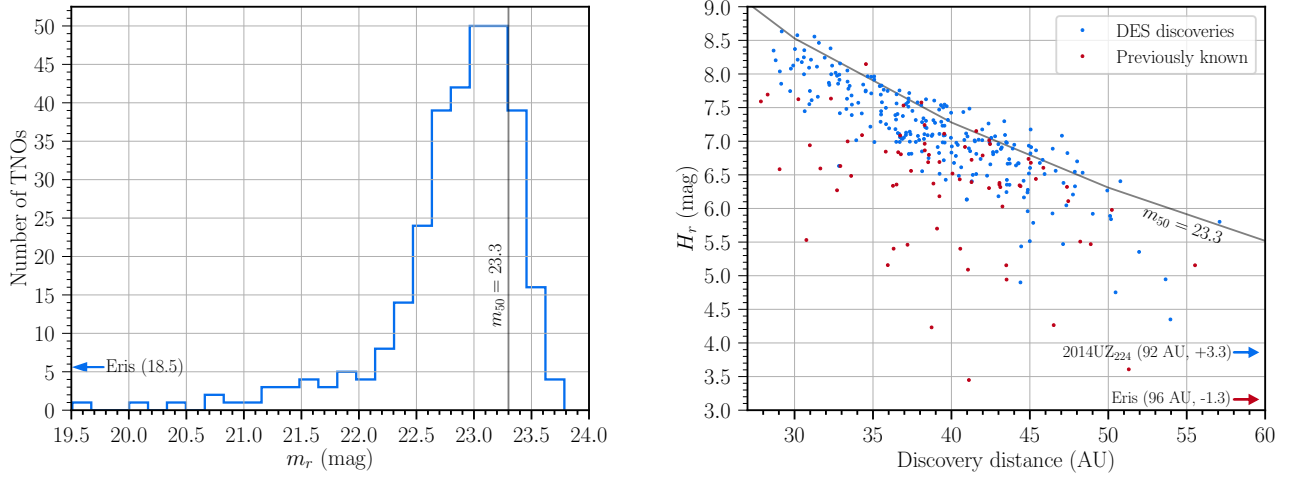 50
45
40
35
30
25
20
15
10
5
0
Number of TNOs
m₅₀ = 23.3
Eris (18.5)
19.5 20.0 20.5 21.0 21.5 22.0 22.5 23.0 23.5 24.0
mᵣ (mag)
9.0
8.5
8.0
7.5
7.0
6.5
6.0
5.5
5.0
4.5
4.0
3.5
3.0
Hᵣ (mag)
DES discoveries
Previously known
m₅₀ = 23.3
2014UZ₂₂₄ (92 AU, +3.3)
Eris (96 AU, -1.3)
30 35 40 45 50 55 60
Discovery distance (AU)